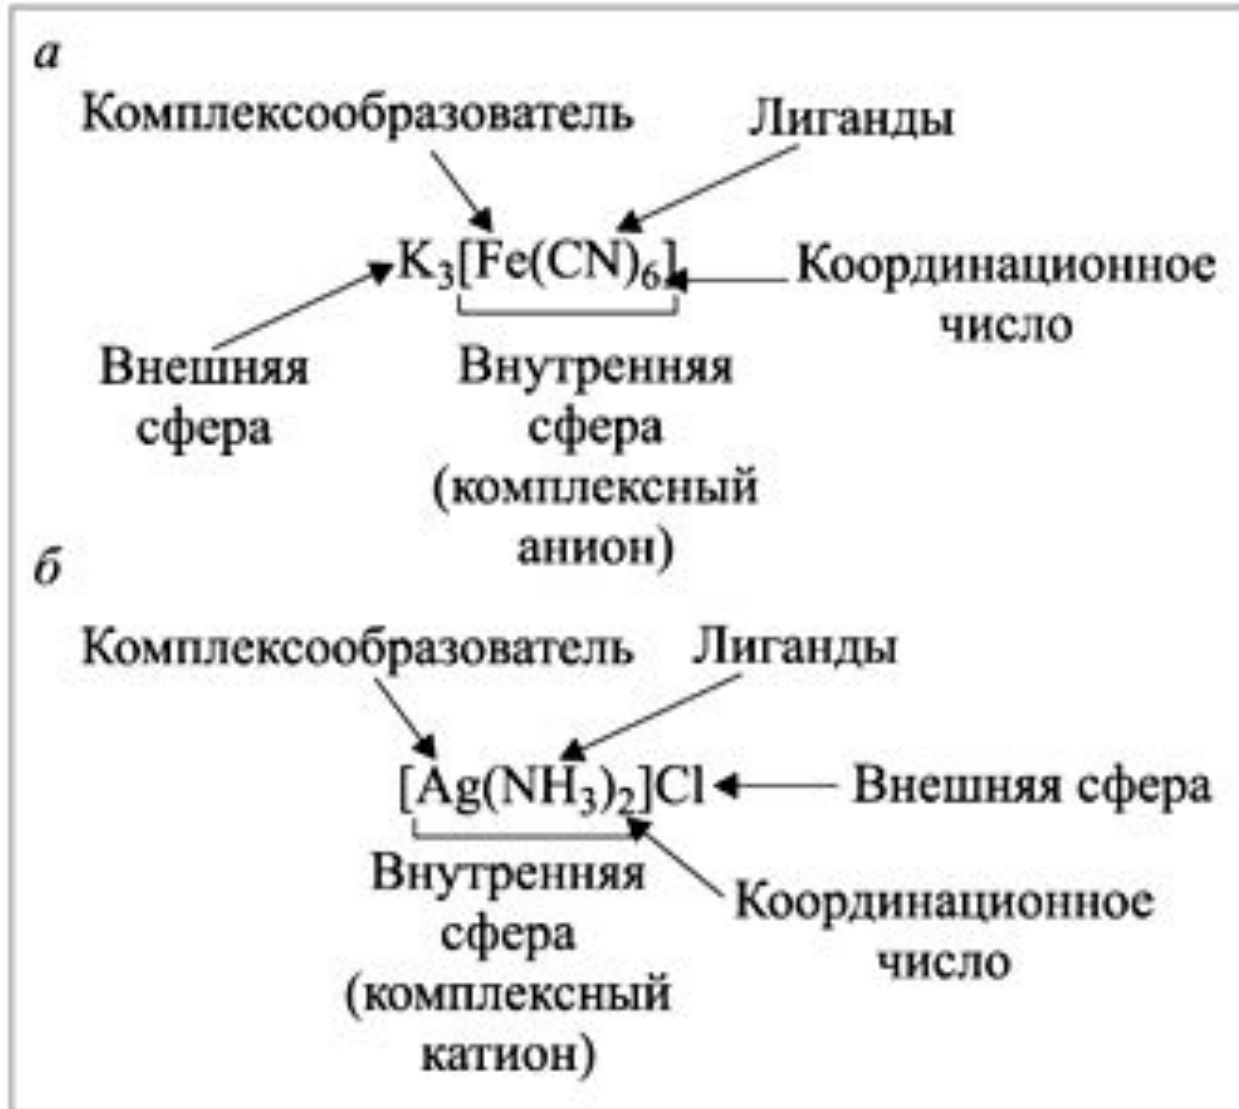 а
Комплексообразователь Лиганды
K₃[Fe(CN)₆]
Координационное
число
Внешняя
сфера
Внутренняя
сфера
(комплексный
анион)
б
Комплексообразователь Лиганды
[Ag(NH₃)₂]Cl
Внешняя сфера
Внутренняя
сфера
(комплексный
катион)
Координационное
число